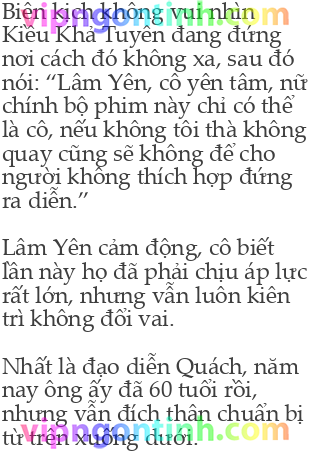 Biên kịch không vui nhìn
Kiều Khả Tuyên đang đứng
nơi cách đó không xa, sau đó
nói: “Lâm Yên, cô yên tâm, nữ
chính bộ phim này chỉ có thể
là cô, nếu không tôi thà không
quay cũng sẽ không để cho
người không thích hợp đứng
ra diễn.”
Lâm Yên cảm động, cô biết
lần này họ đã phải chịu áp lực
rất lớn, nhưng vẫn luôn kiên
trì không đổi vai.
Nhất là đạo diễn Quách, năm
nay ông ấy đã 60 tuổi rồi,
nhưng vẫn đích thân chuẩn bị
từ trên xuống dưới.
vipngontinh.com
vipngontinh.com